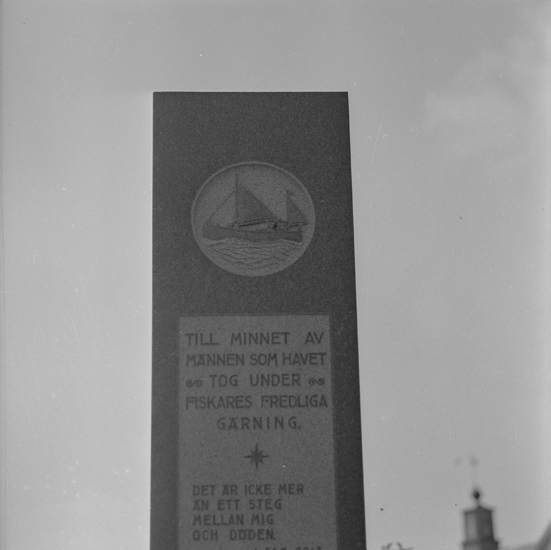 TILL MINNET AV
MÄNNEN SOM HAVET
TOG UNDER
FISKARES FREDLIGA
GÄRNING.
DET ÄR ICKE MER
ÄN ETT STEG
MELLAN MIG
OCH DÖDEN.